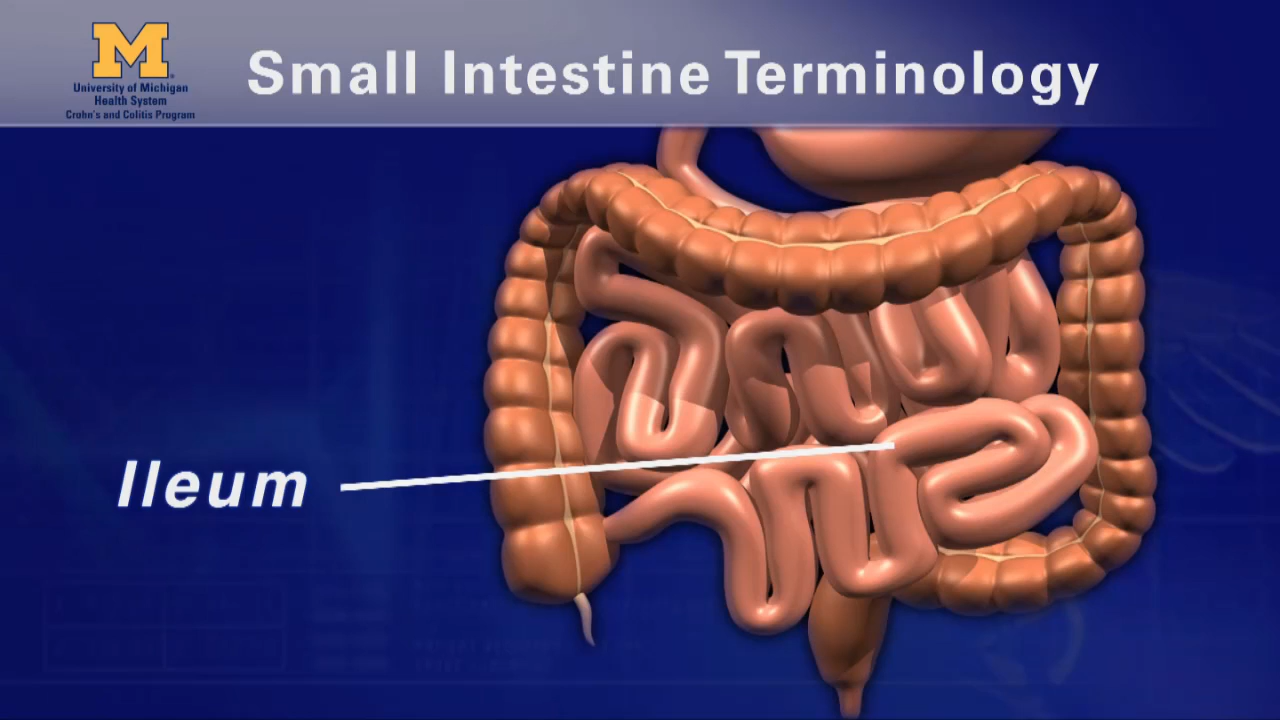 M
University of Michigan
Health System
Crohn's and Colitis Program
Small Intestine Terminology
Ileum